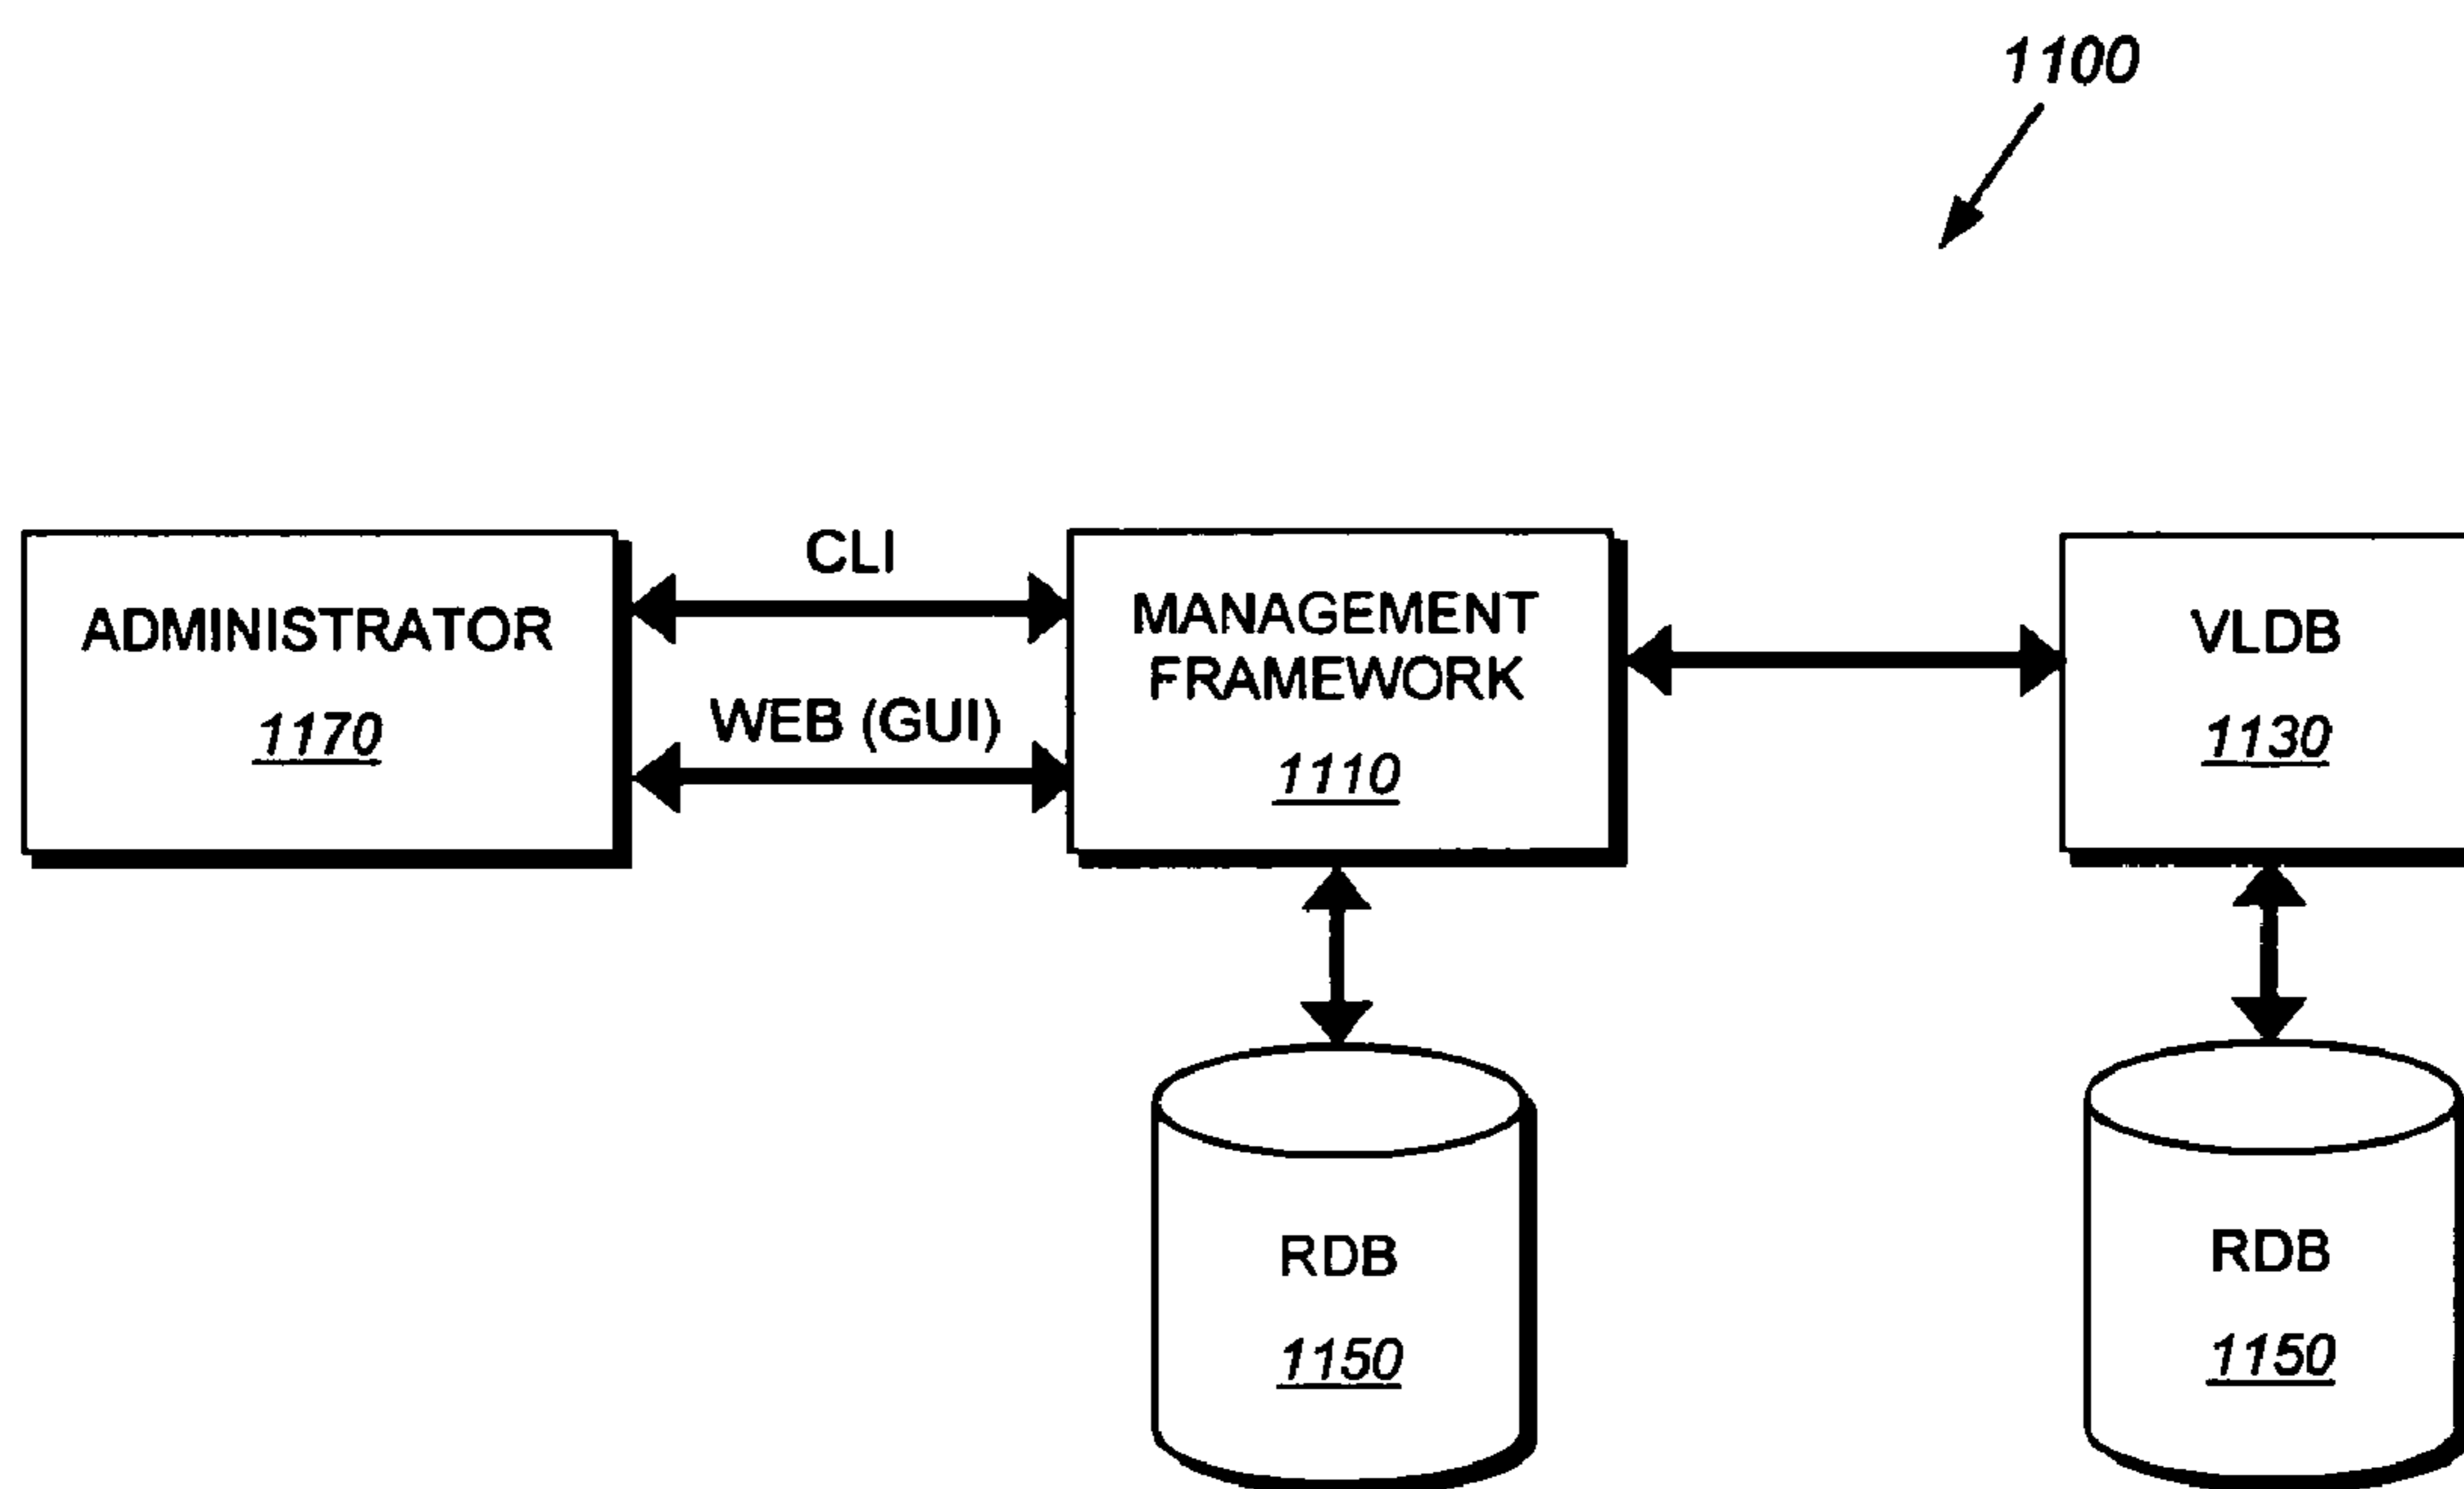 1100
ADMINISTRATOR
1170
CLI
WEB (GUI)
MANAGEMENT
FRAMEWORK
1110
VLDB
1130
RDB
1150
RDB
1150